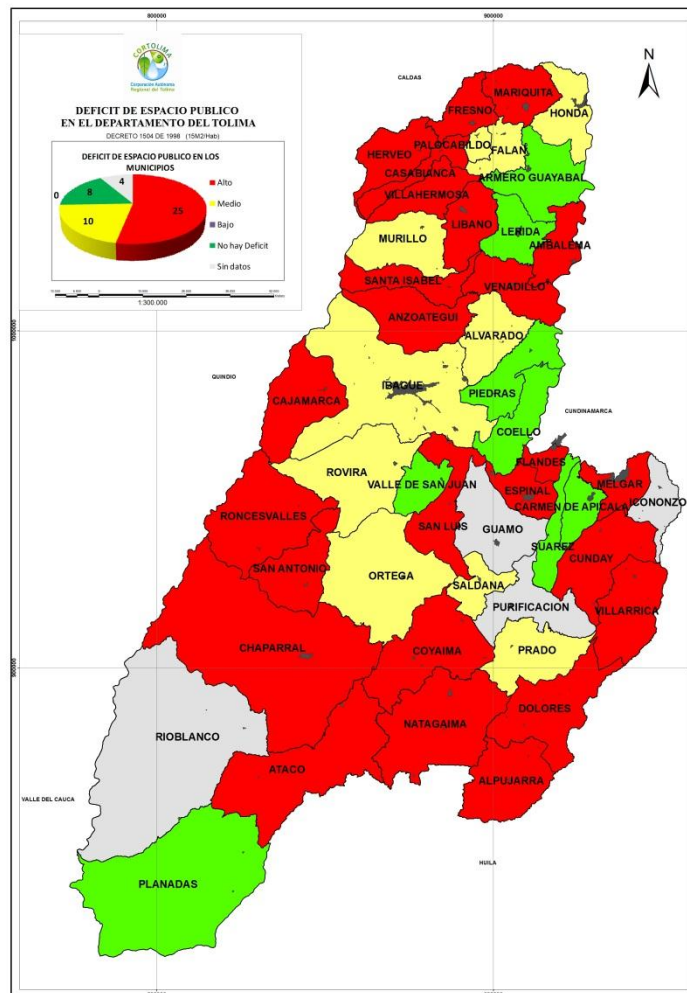 800000
900000
CORTOLIMA
Corporación Autónoma
Regional del Tolima
DEFICIT DE ESPACIO PUBLICO
EN EL DEPARTAMENTO DEL TOLIMA
DECRETO 1504 DE 1998 (15M2/Hab)
DEFICIT DE ESPACIO PUBLICO EN LOS
MUNICIPIOS
4
0
8
10
25
Alto
Medio
Bajo
No hay Deficit
Sin datos
1:300.000
N
CALDAS
MARIQUITA
FRESNO
HONDA
PALOCABILDO
FALAN
HERVEO
CASABIANCA
ARMERO GUAYABAL
VILLAHERMOSA
LIBANO
LERIDA
MURILLO
AMBALEMA
SANTA ISABEL
VENADILLO
ANZOATEGUI
1000000
ALVARADO
QUINDIO
IBAGUE
CAJAMARCA
PIEDRAS
CUNDINAMARCA
COELLO
ROVIRA
FLANDES
VALLE DE SAN JUAN
MELGAR
ESPINAL
CARMEN DE APICALA
ICONONZO
RONCESVALLES
SAN LUIS
GUAMO
SUAREZ
CUNDAY
SAN ANTONIO
ORTEGA
SALDANA
PURIFICACION
VILLARRICA
CHAPARRAL
COYAIMA
PRADO
900000
DOLORES
NATAGAIMA
RIOBLANCO
ATACO
ALPUJARRA
VALLE DEL CAUCA
HUILA
PLANADAS